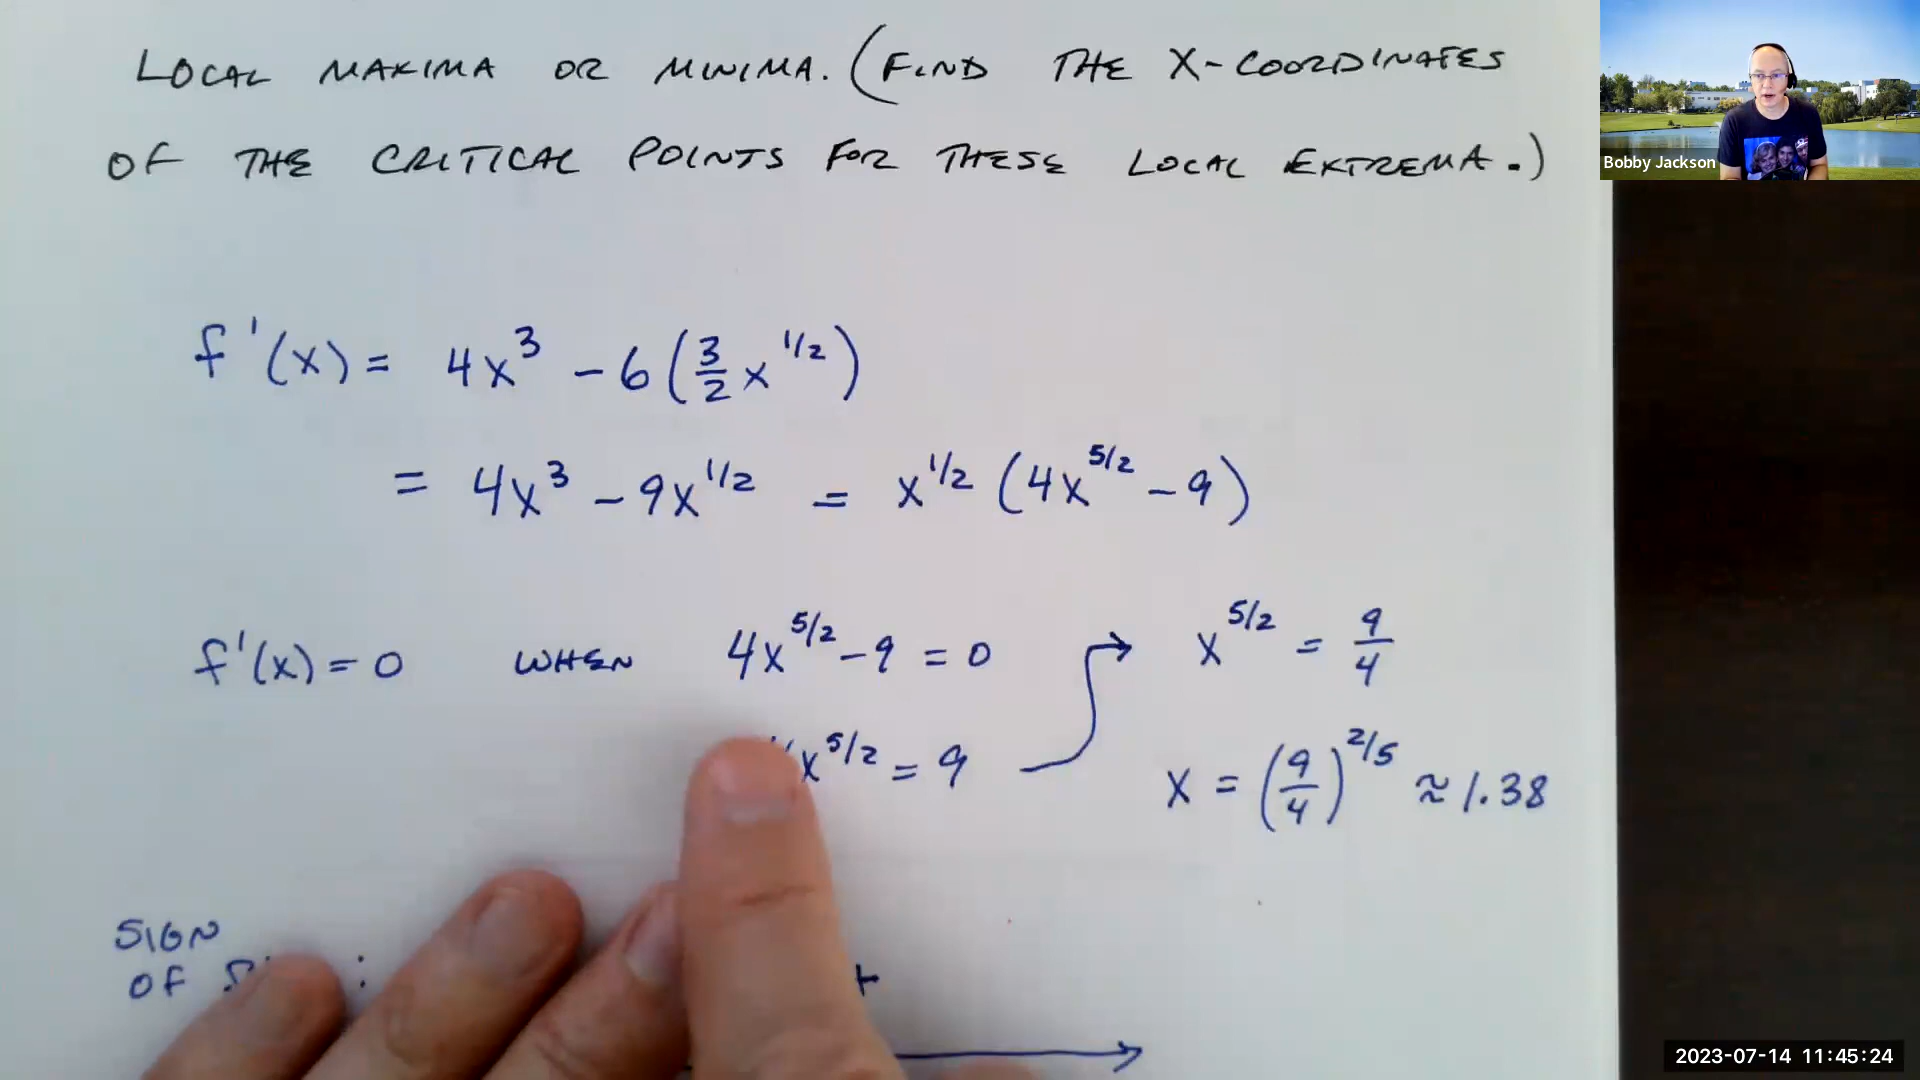 LOCAL MAXIMA OR MINIMA. (FIND THE X-COORDINATES
OF THE CRITICAL POINTS FOR THESE LOCAL EXTREMA.)
Bobby Jackson
f'(x) = 4x^3 - 6(3/2 x^1/2)
= 4x^3 - 9x^1/2 = x^1/2 (4x^5/2 - 9)
f'(x) = 0 WHEN 4x^5/2 - 9 = 0 → x^5/2 = 9/4
x^5/2 = 9 x = (9/4)^2/5 ≈ 1.38
SIGN
OF : +
2023-07-14 11:45:24